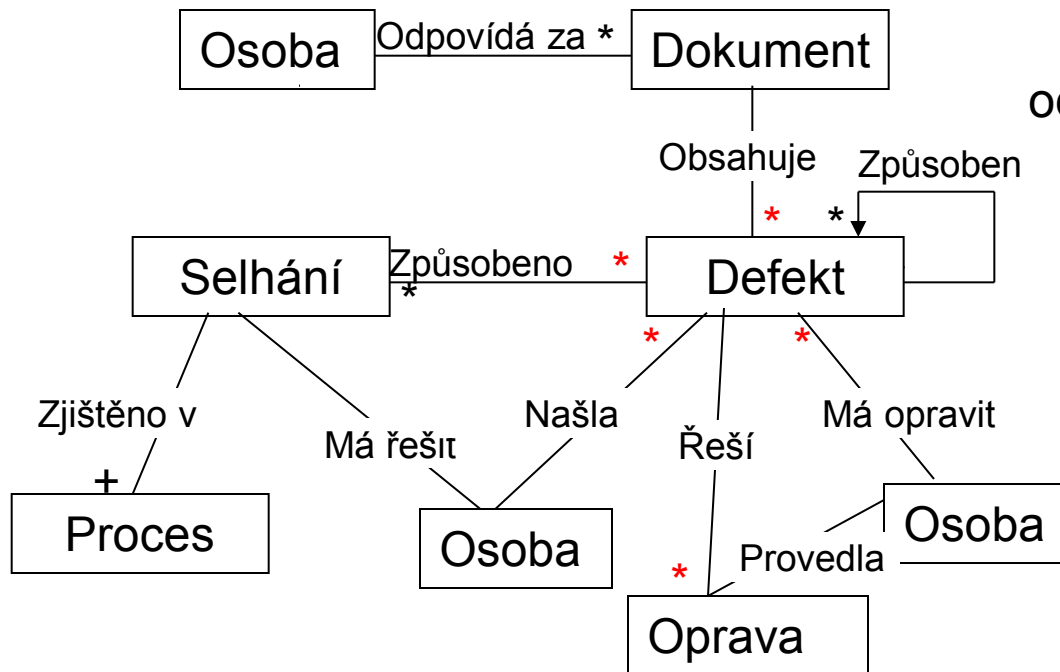 Osoba
Odpovídá za *
Dokument
Obsahuje
Způsoben
*
*
Selhání
Způsobeno
*
*
Defekt
*
*
Zjištěno v
Má řešit
Našla
Řeší
Má opravit
+
Proces
Osoba
Osoba
Provedla
*
Oprava